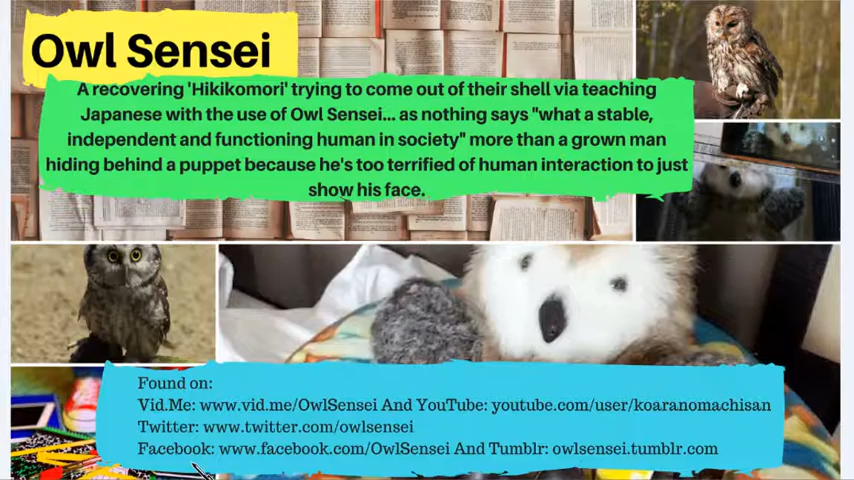 Owl Sensei
A recovering 'Hikikomori' trying to come out of their shell via teaching
Japanese with the use of Owl Sensei... as nothing says "what a stable,
independent and functioning human in society" more than a grown man
hiding behind a puppet because he's too terrified of human interaction to just
show his face.
Found on:
Vid.Me: www.vid.me/OwlSensei And YouTube: youtube.com/user/koaranomachisan
Twitter: www.twitter.com/owlsensei
Facebook: www.facebook.com/OwlSensei And Tumblr: owlsensei.tumblr.com